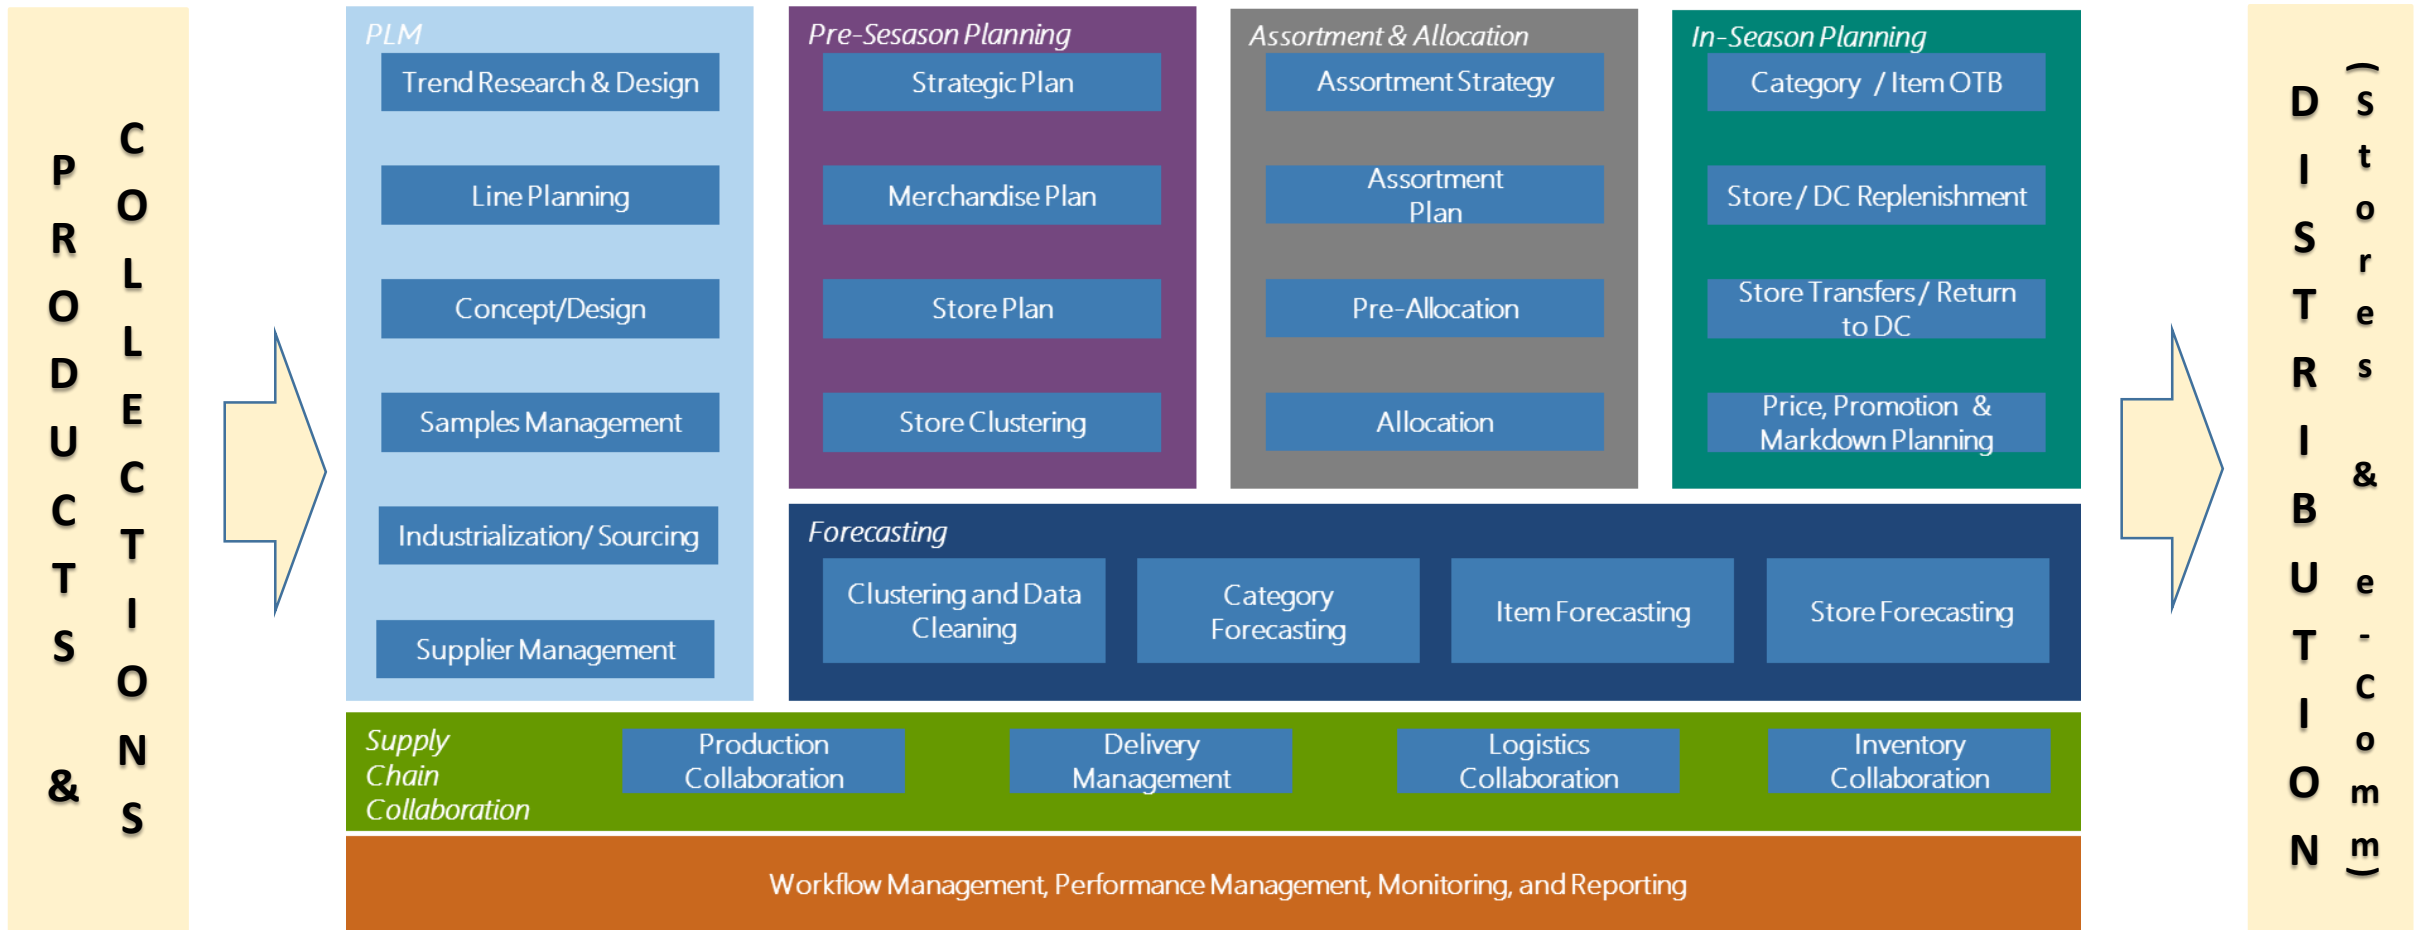 PRODUCTS &
COLLECTIONS
PLM
Trend Research & Design
Line Planning
Concept/Design
Samples Management
Industrialization/ Sourcing
Supplier Management
Pre-Sesason Planning
Strategic Plan
Merchandise Plan
Store Plan
Store Clustering
Assortment & Allocation
Assortment Strategy
Assortment
Plan
Pre-Allocation
Allocation
In-Season Planning
Category / Item OTB
Store / DC Replenishment
Store Transfers / Return
to DC
Price, Promotion &
Markdown Planning
Forecasting
Clustering and Data
Cleaning
Category
Forecasting
Item Forecasting
Store Forecasting
Supply
Chain
Collaboration
Production
Collaboration
Delivery
Management
Logistics
Collaboration
Inventory
Collaboration
Workflow Management, Performance Management, Monitoring, and Reporting
DISTRIBUTION
(Stores & e-Comm)